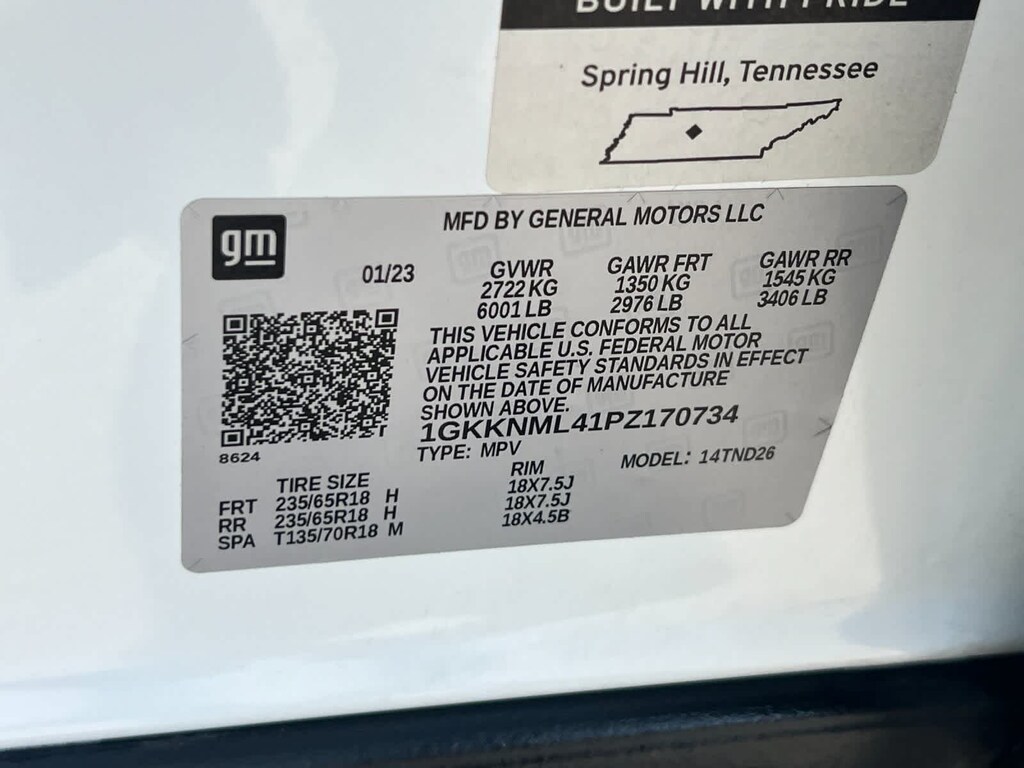 BUILT WITH PRIDE
Spring Hill, Tennessee
gm
MFD BY GENERAL MOTORS LLC
01/23
GVWR
2722 KG
6001 LB
GAWR FRT
1350 KG
2976 LB
GAWR RR
1545 KG
3406 LB
THIS VEHICLE CONFORMS TO ALL
APPLICABLE U.S. FEDERAL MOTOR
VEHICLE SAFETY STANDARDS IN EFFECT
ON THE DATE OF MANUFACTURE
SHOWN ABOVE.
1GKKNML41PZ170734
8624 T
TYPE: MPV
MODEL: 14TND26
TIRE SIZE RIM
FRT 235/65R18 H 18X7.5J
RR 235/65R18 H 18X7.5J
SPA T135/70R18 M 18X4.5B